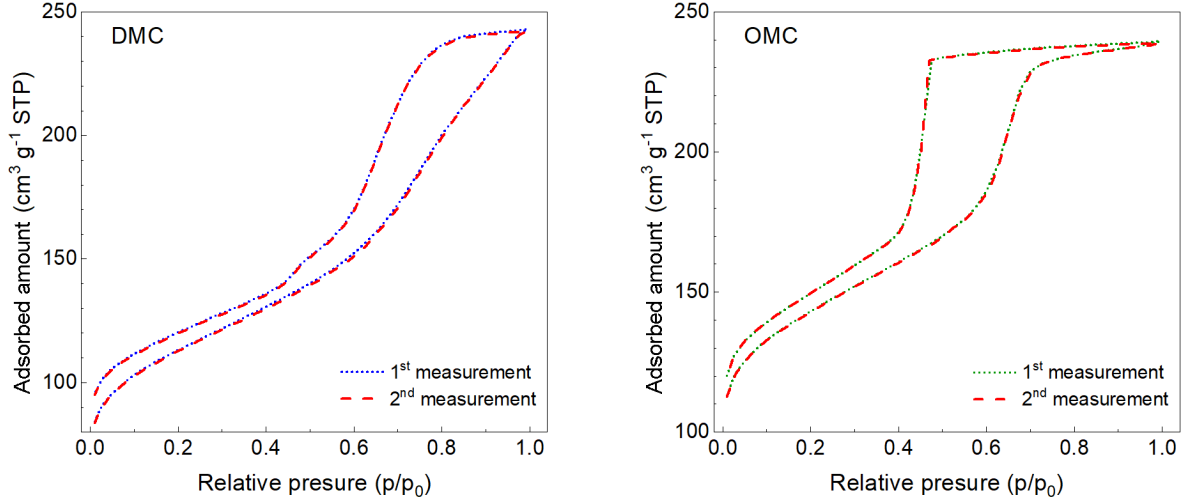 DMC
250
200
150
100
Adsorbed amount (cm³ g⁻¹ STP)
1st measurement
2nd measurement
0.0 0.2 0.4 0.6 0.8 1.0
Relative presure (p/p₀)
OMC
250
200
150
100
Adsorbed amount (cm³ g⁻¹ STP)
1st measurement
2nd measurement
0.0 0.2 0.4 0.6 0.8 1.0
Relative presure (p/p₀)